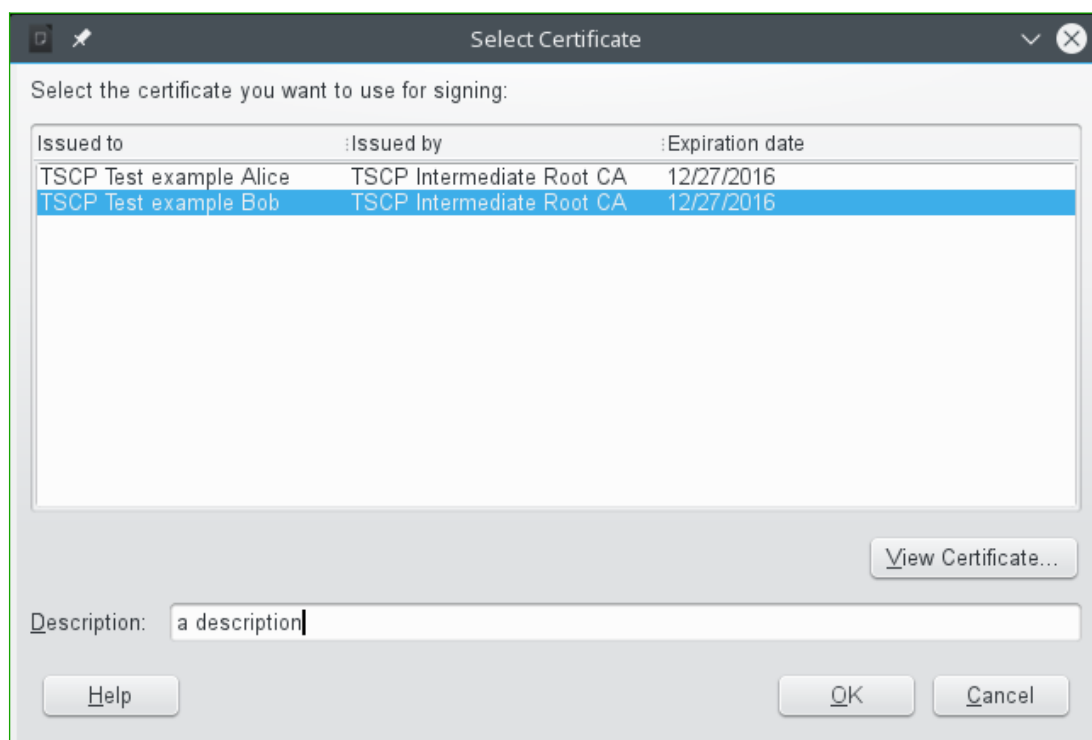 Select Certificate
Select the certificate you want to use for signing:
Issued to Issued by Expiration date
TSCP Test example Alice TSCP Intermediate Root CA 12/27/2016
TSCP Test example Bob TSCP Intermediate Root CA 12/27/2016
View Certificate...
Description: a description
Help OK Cancel